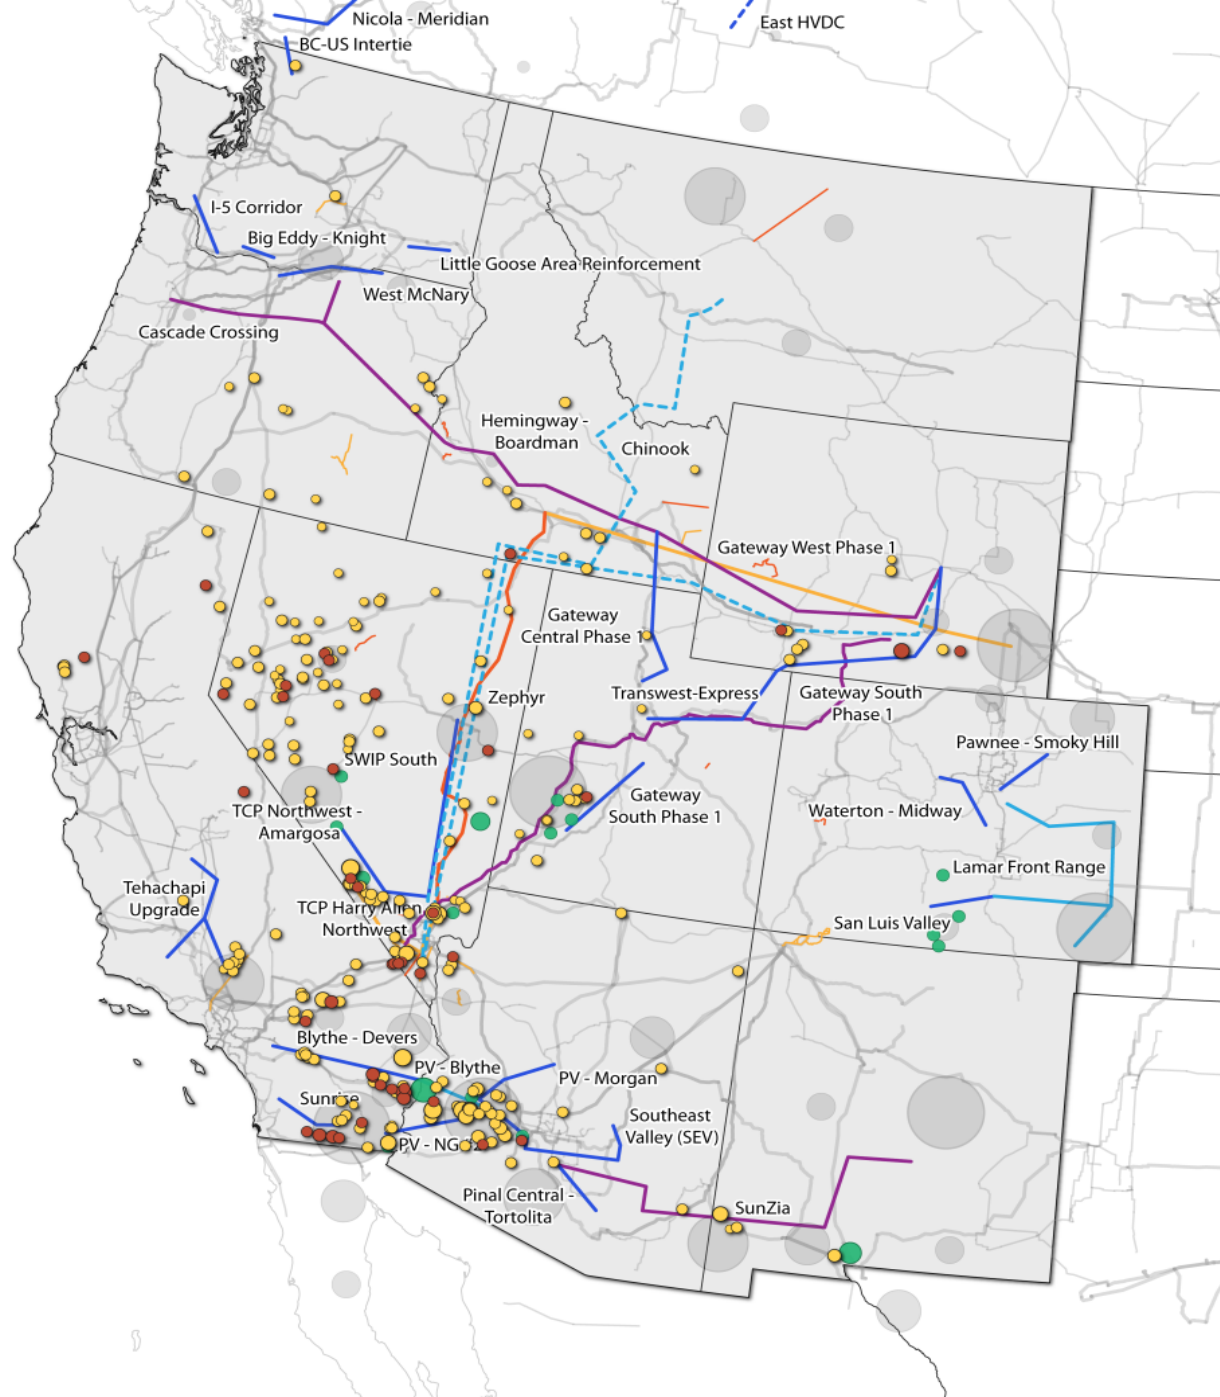 Nicola - Meridian
East HVDC
BC-US Intertie
I-5 Corridor
Big Eddy - Knight
Little Goose Area Reinforcement
West McNary
Cascade Crossing
Hemingway -
Boardman
Chinook
Gateway West Phase 1
Gateway
Central Phase 1
Transwest-Express
Gateway South
Phase 1
Zephyr
Pawnee - Smoky Hill
SWIP South
Gateway
South Phase 1
Waterton - Midway
TCP Northwest -
Amargosa
Lamar Front Range
Tehachapi
Upgrade
TCP Harry Allen
Northwest
San Luis Valley
Blythe - Devers
PV - Blythe
PV - Morgan
Sunrise
Southeast
Valley (SEV)
PV - NG #2
Pinal Central -
Tortolita
SunZia